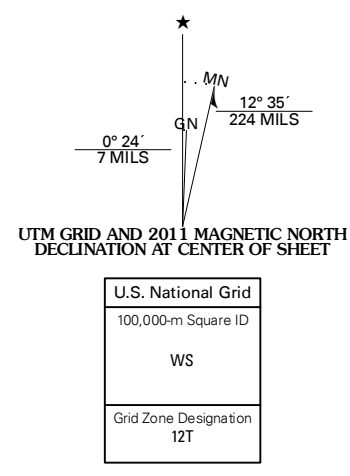 ★
MN
GN
12° 35´
224 MILS
0° 24´
7 MILS
UTM GRID AND 2011 MAGNETIC NORTH
DECLINATION AT CENTER OF SHEET
U.S. National Grid
100,000-m Square ID
WS
Grid Zone Designation
12T